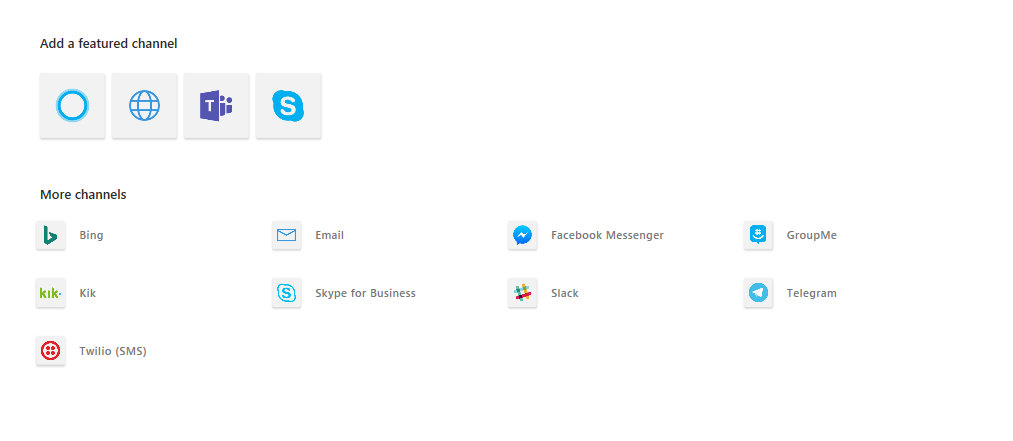 Add a featured channel
T
S
More channels
Bing
Email
Facebook Messenger
GroupMe
kik.
Kik
S
Skype for Business
Slack
Telegram
Twilio (SMS)